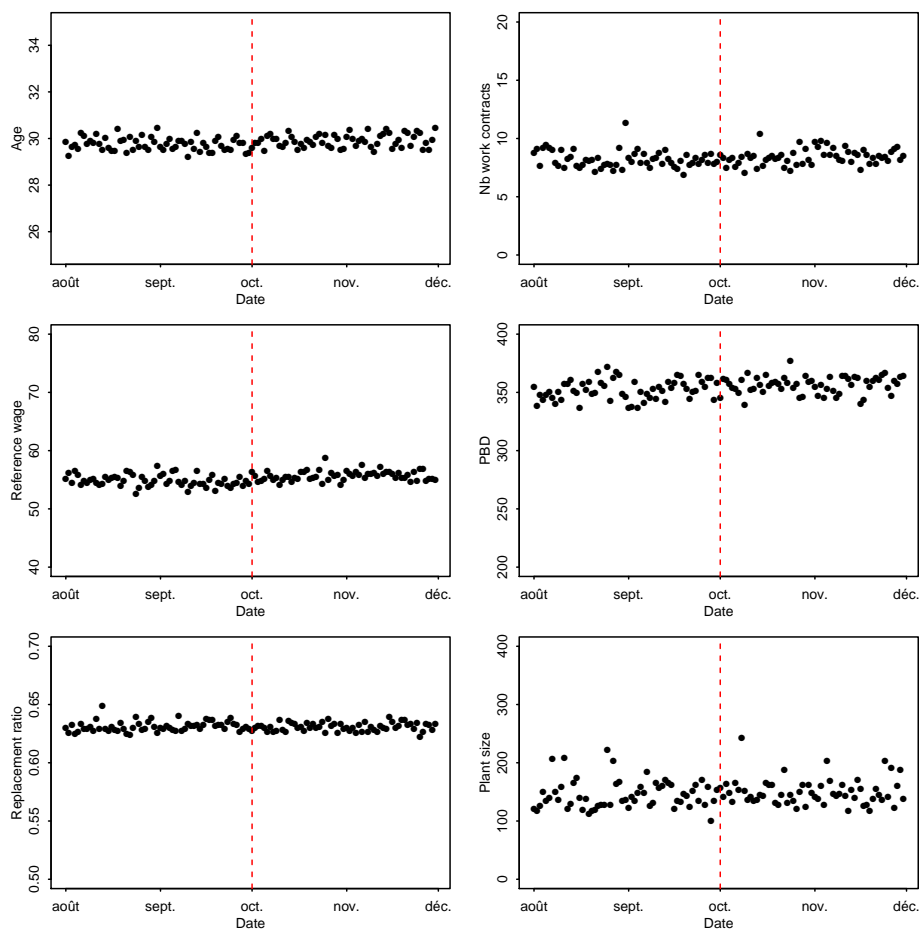 34
32
30
28
26
Age
août sept. oct. nov. déc.
Date
20
15
10
5
0
Nb work contracts
août sept. oct. nov. déc.
Date
80
70
60
50
40
Reference wage
août sept. oct. nov. déc.
Date
400
350
300
250
200
PBD
août sept. oct. nov. déc.
Date
0.70
0.65
0.60
0.55
0.50
Replacement ratio
août sept. oct. nov. déc.
Date
400
300
200
100
0
Plant size
août sept. oct. nov. déc.
Date